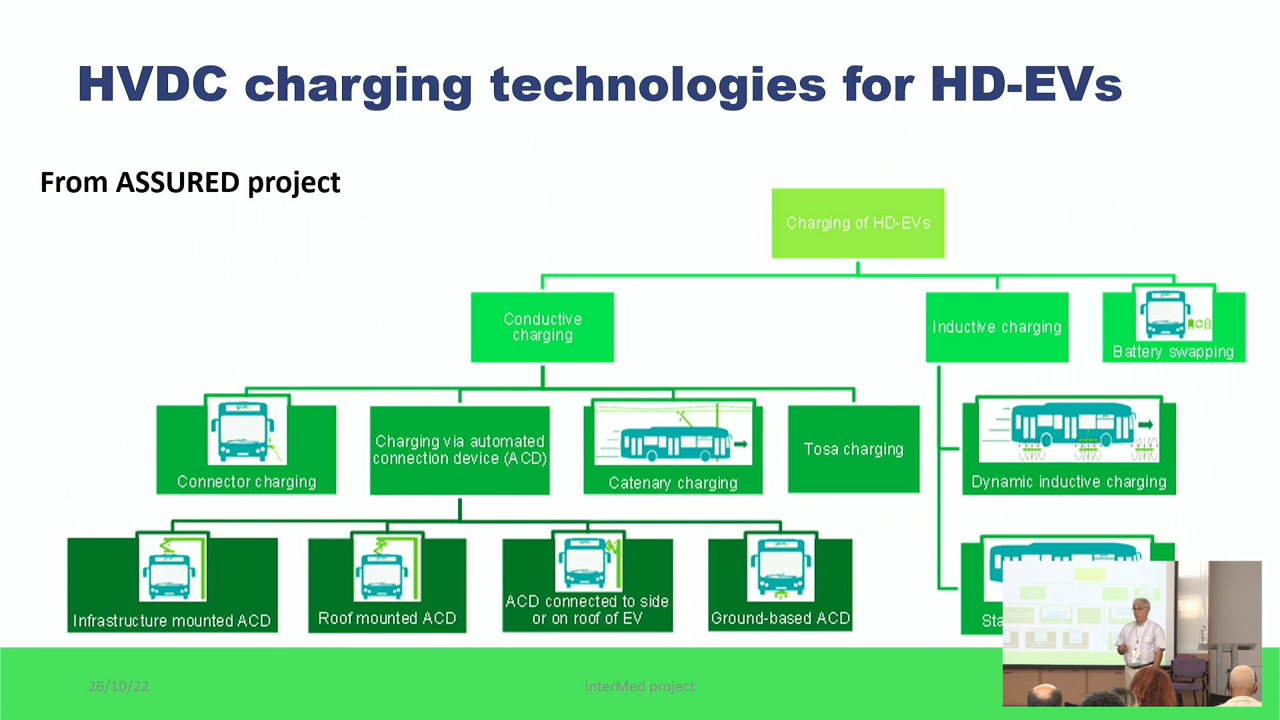 HVDC charging technologies for HD-EVs
From ASSURED project
Charging of HD-EVs
Conductive
charging
Inductive charging
Battery swapping
Connector charging
Charging via automated
connection device (ACD)
Catenary charging
Tosa charging
Dynamic inductive charging
Infrastructure mounted ACD
Roof mounted ACD
ACD connected to side
or on roof of EV
Ground-based ACD
26/10/22
InterMed project